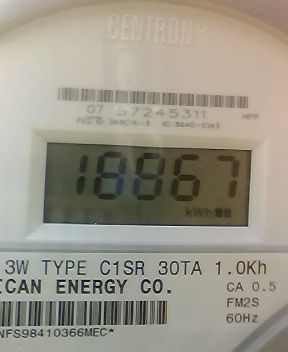 CENTRON®
07 57245311 HPP
18867
kWh
3W TYPE C1SR 30TA 1.0Kh
ICAN ENERGY CO. CA 0.5
FM2S
NFS98410366MEC* 60Hz